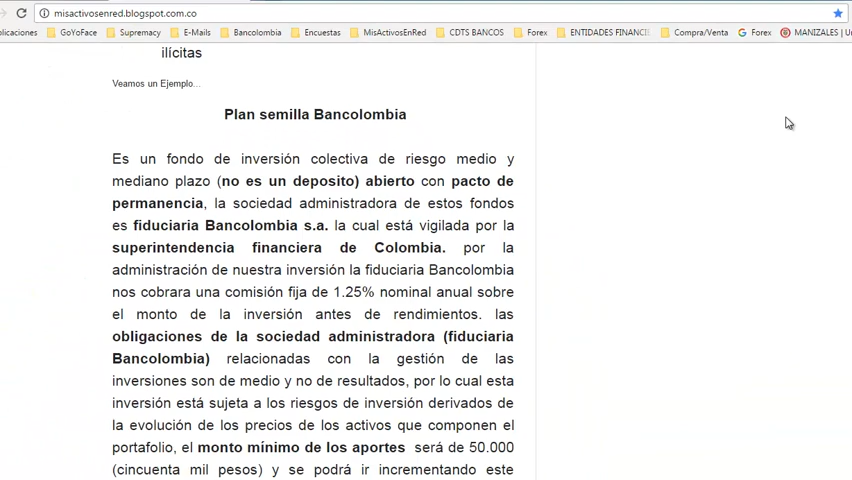 misactivosenred.blogspot.com.co
plicaciones GoYoFace Supremacy E-Mails Bancolombia Encuestas MisActivosEnRed CDTS BANCOS Forex ENTIDADES FINANCI Compra/Venta Forex MANIZALES | Un
ilícitas
Veamos un Ejemplo...
Plan semilla Bancolombia
Es un fondo de inversión colectiva de riesgo medio y
mediano plazo (no es un deposito) abierto con pacto de
permanencia, la sociedad administradora de estos fondos
es fiduciaria Bancolombia s.a. la cual está vigilada por la
superintendencia financiera de Colombia. por la
administración de nuestra inversión la fiduciaria Bancolombia
nos cobrara una comisión fija de 1.25% nominal anual sobre
el monto de la inversión antes de rendimientos. las
obligaciones de la sociedad administradora (fiduciaria
Bancolombia) relacionadas con la gestión de las
inversiones son de medio y no de resultados, por lo cual esta
inversión está sujeta a los riesgos de inversión derivados de
la evolución de los precios de los activos que componen el
portafolio, el monto mínimo de los aportes será de 50.000
(cincuenta mil pesos) y se podrá ir incrementando este